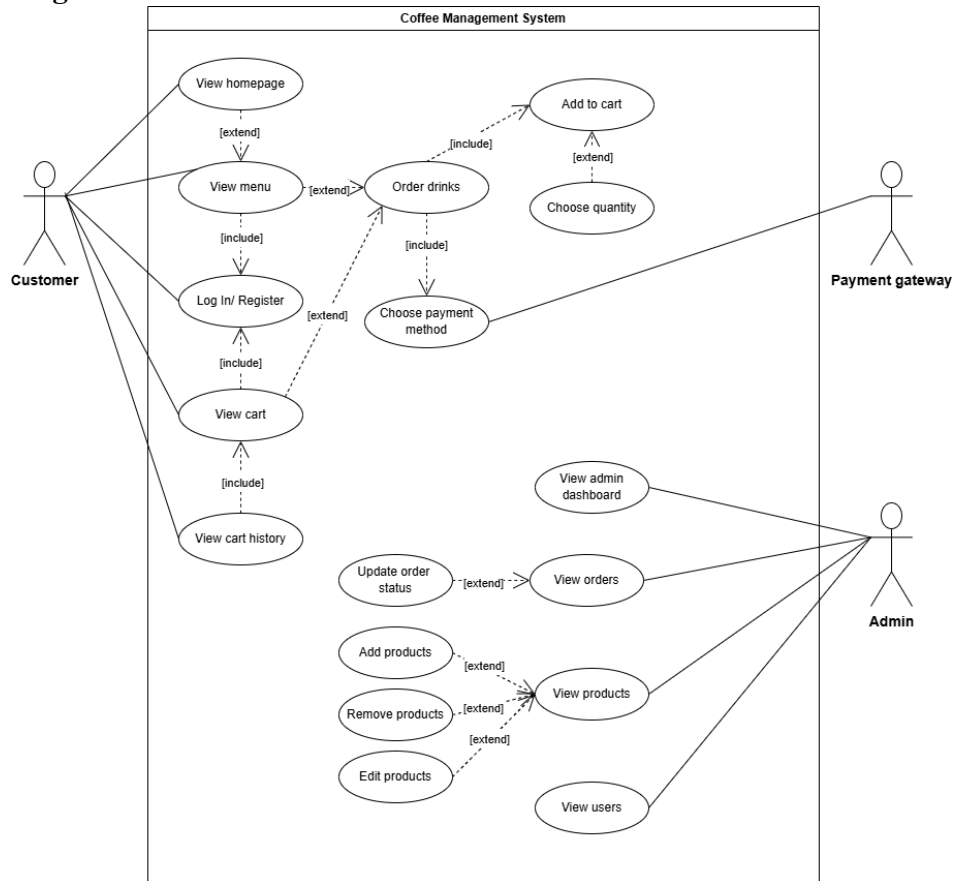 Coffee Management System
View homepage
[extend]
View menu
[extend]
Order drinks
[include]
Add to cart
[extend]
Choose quantity
[include]
[include]
Log In/ Register
Choose payment
method
[extend]
[include]
View cart
[include]
View cart history
Customer
Payment gateway
View admin
dashboard
Update order
status
[extend]
View orders
Admin
Add products
[extend]
Remove products
[extend]
View products
[extend]
Edit products
View users